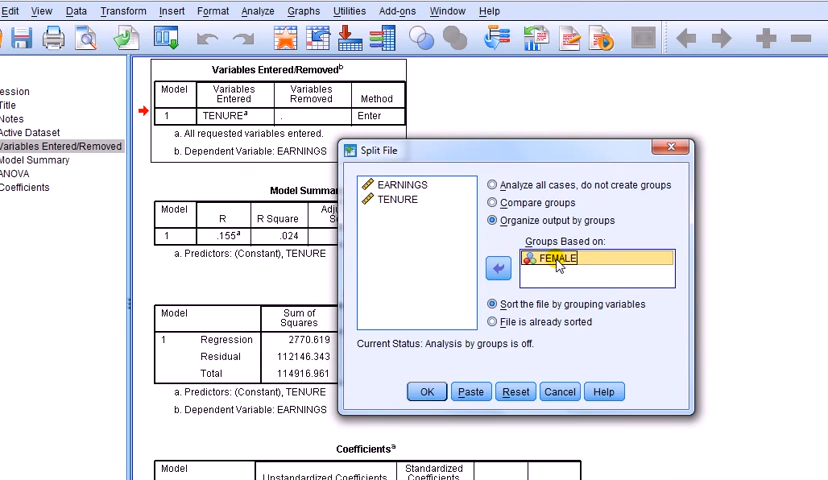 Edit View Data Transform Insert Format Analyze Graphs Utilities Add-ons Window Help
ession
Title
Notes
Active Dataset
Variables Entered/Removed
Model Summary
ANOVA
Coefficients
Variables Entered/Removedᵇ
Model Variables Entered Variables Removed Method
1 TENUREᵃ . Enter
a. All requested variables entered.
b. Dependent Variable: EARNINGS
Model Summa
Model R R Square Adj
1 .155ᵃ .024
a. Predictors: (Constant), TENURE
Model Sum of Squares
1 Regression 2770.619
Residual 112146.343
Total 114916.961
a. Predictors: (Constant), TENURE
b. Dependent Variable: EARNINGS
Coefficientsᵃ
Model
Unstandardized Coefficients Standardized Coefficients
Split File
EARNINGS
TENURE
Analyze all cases, do not create groups
Compare groups
Organize output by groups
Groups Based on:
FEMALE
Sort the file by grouping variables
File is already sorted
Current Status: Analysis by groups is off.
OK Paste Reset Cancel Help